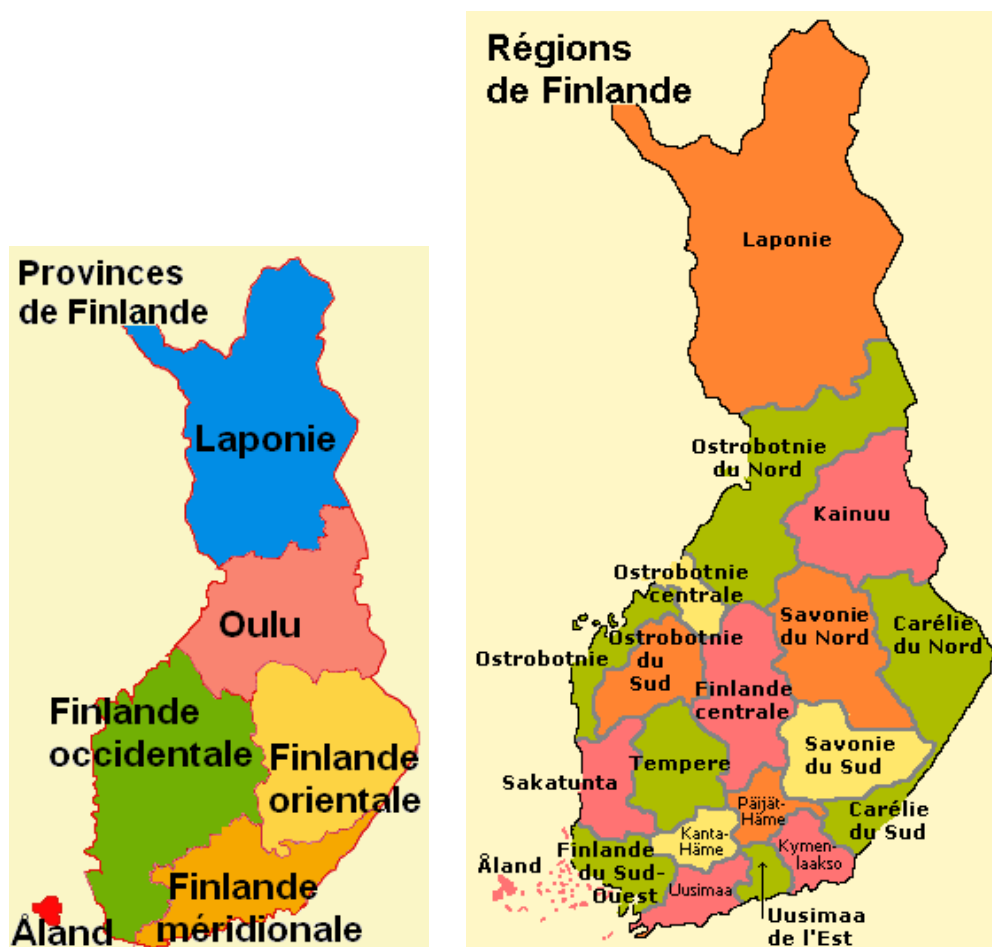 Provinces
de Finlande
Laponie
Oulu
Finlande
occidentale
Finlande
orientale
Finlande
méridionale
Åland
Régions
de Finlande
Laponie
Ostrobotnie
du Nord
Kainuu
Ostrobotnie
centrale
Savonie
du Nord
Carélie
du Nord
Ostrobotnie
Ostrobotnie
du
Sud
Finlande
centrale
Savonie
du Sud
Sakatunta
Tempere
Päijät-
Häme
Carélie
du Sud
Kanta-
Häme
Kymen-
laakso
Åland
Finlande
du Sud-
Ouest
Uusimaa
Uusimaa
de l'Est